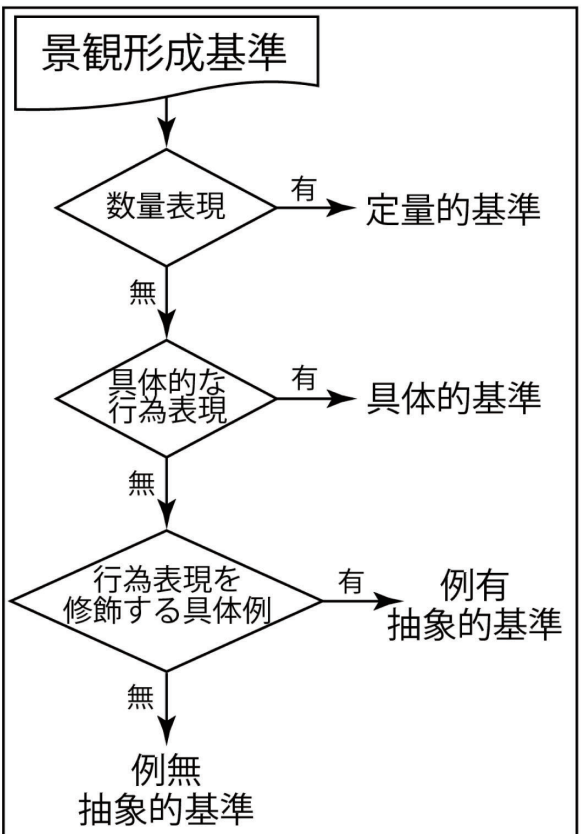 景観形成基準
数量表現
有
定量的基準
無
具体的な
行為表現
有
具体的基準
無
行為表現を
修飾する具体例
有
例有
抽象的基準
無
例無
抽象的基準